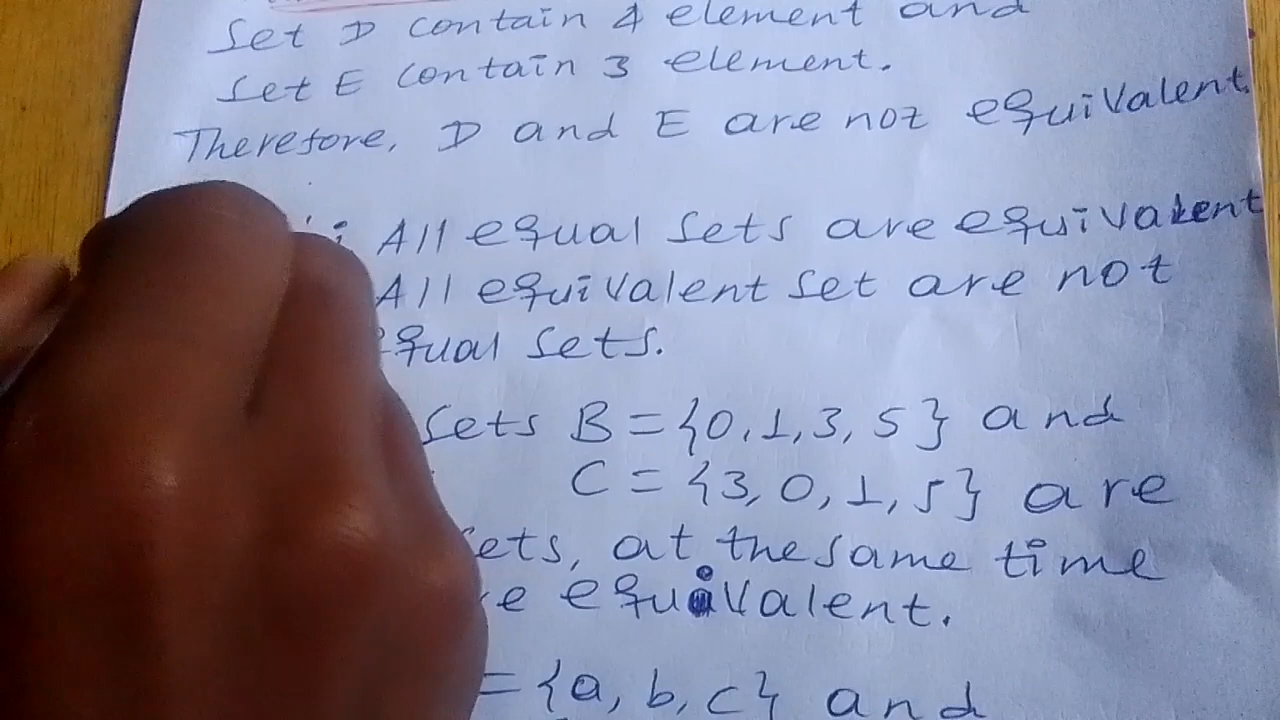 Set D contain 4 element and
Set E contain 3 element.
Therefore, D and E are not equivalent.
All equal sets are equivalent
All equivalent set are not
equal sets.
sets B = {0, 1, 3, 5} and
C = {3, 0, 1, 5} are
sets, at the same time
equivalent.
= {a, b, c} and